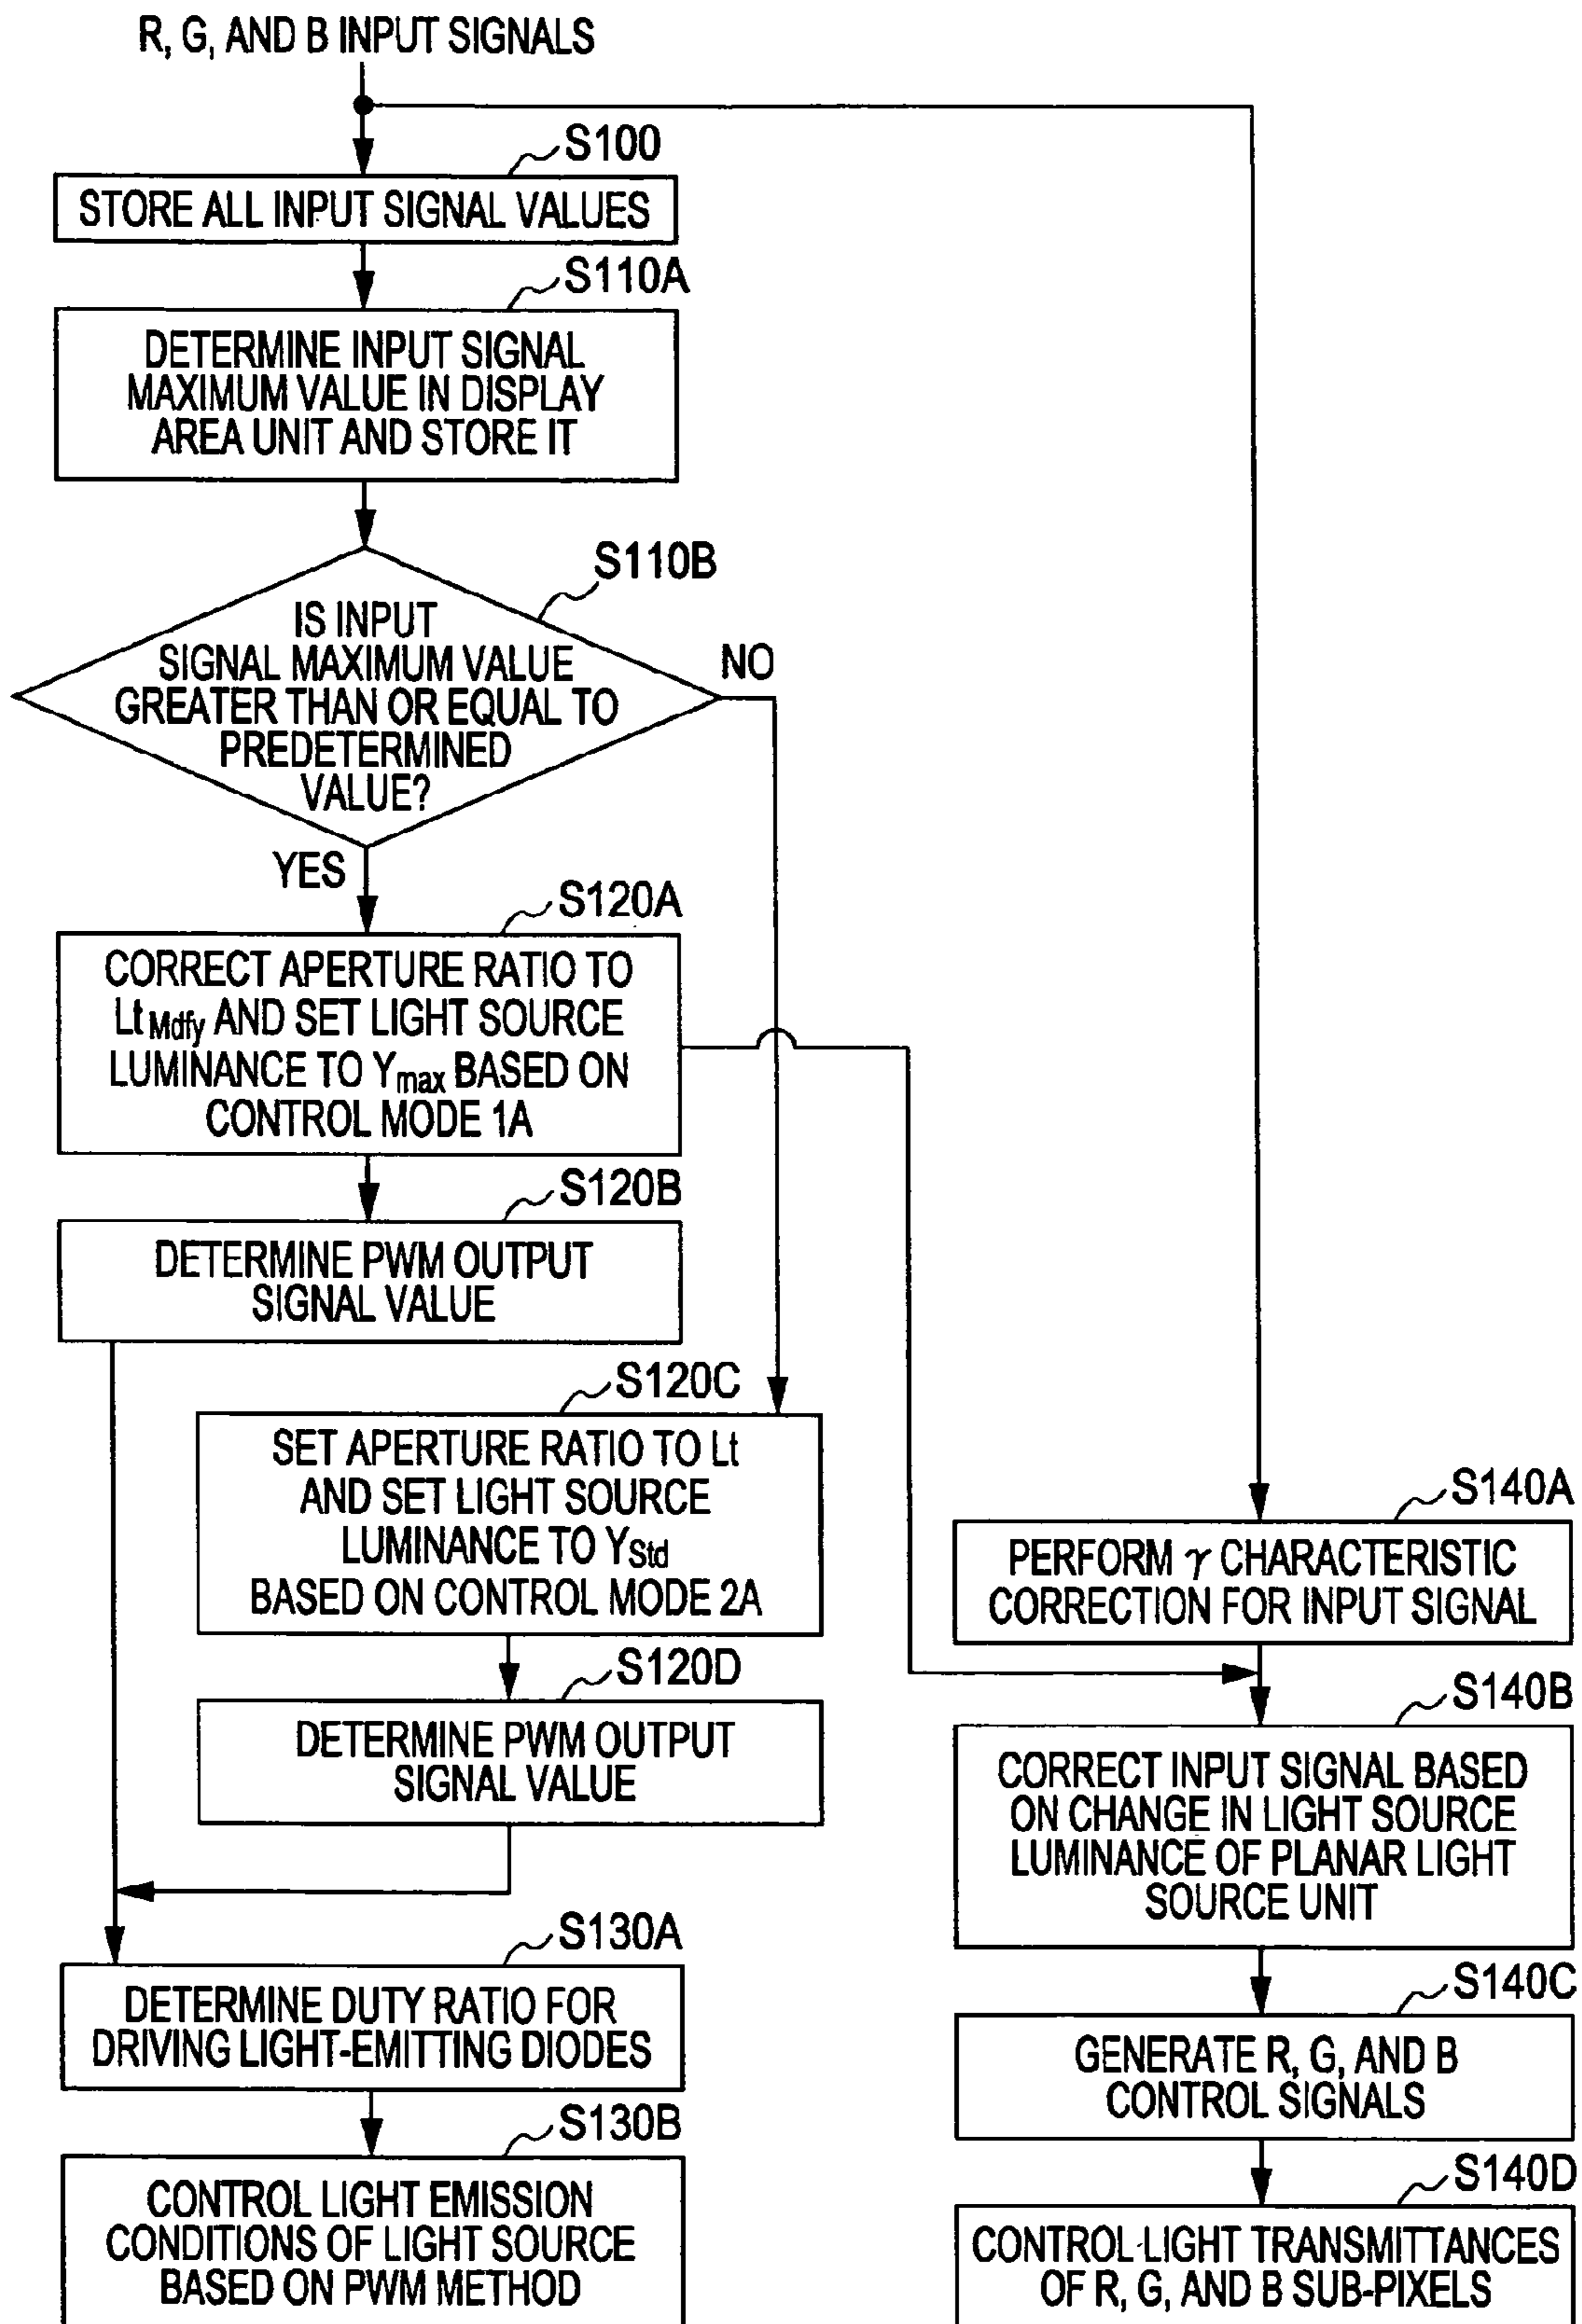 R, G, AND B INPUT SIGNALS
S100
STORE ALL INPUT SIGNAL VALUES
S110A
DETERMINE INPUT SIGNAL
MAXIMUM VALUE IN DISPLAY
AREA UNIT AND STORE IT
S110B
IS INPUT
SIGNAL MAXIMUM VALUE
GREATER THAN OR EQUAL TO
PREDETERMINED
VALUE?
NO
YES
S120A
CORRECT APERTURE RATIO TO
LtMdfy AND SET LIGHT SOURCE
LUMINANCE TO Ymax BASED ON
CONTROL MODE 1A
S120B
DETERMINE PWM OUTPUT
SIGNAL VALUE
S120C
SET APERTURE RATIO TO Lt
AND SET LIGHT SOURCE
LUMINANCE TO YStd
BASED ON CONTROL MODE 2A
S120D
DETERMINE PWM OUTPUT
SIGNAL VALUE
S130A
DETERMINE DUTY RATIO FOR
DRIVING LIGHT-EMITTING DIODES
S130B
CONTROL LIGHT EMISSION
CONDITIONS OF LIGHT SOURCE
BASED ON PWM METHOD
S140A
PERFORM γ CHARACTERISTIC
CORRECTION FOR INPUT SIGNAL
S140B
CORRECT INPUT SIGNAL BASED
ON CHANGE IN LIGHT SOURCE
LUMINANCE OF PLANAR LIGHT
SOURCE UNIT
S140C
GENERATE R, G, AND B
CONTROL SIGNALS
S140D
CONTROL LIGHT TRANSMITTANCES
OF R, G, AND B SUB-PIXELS